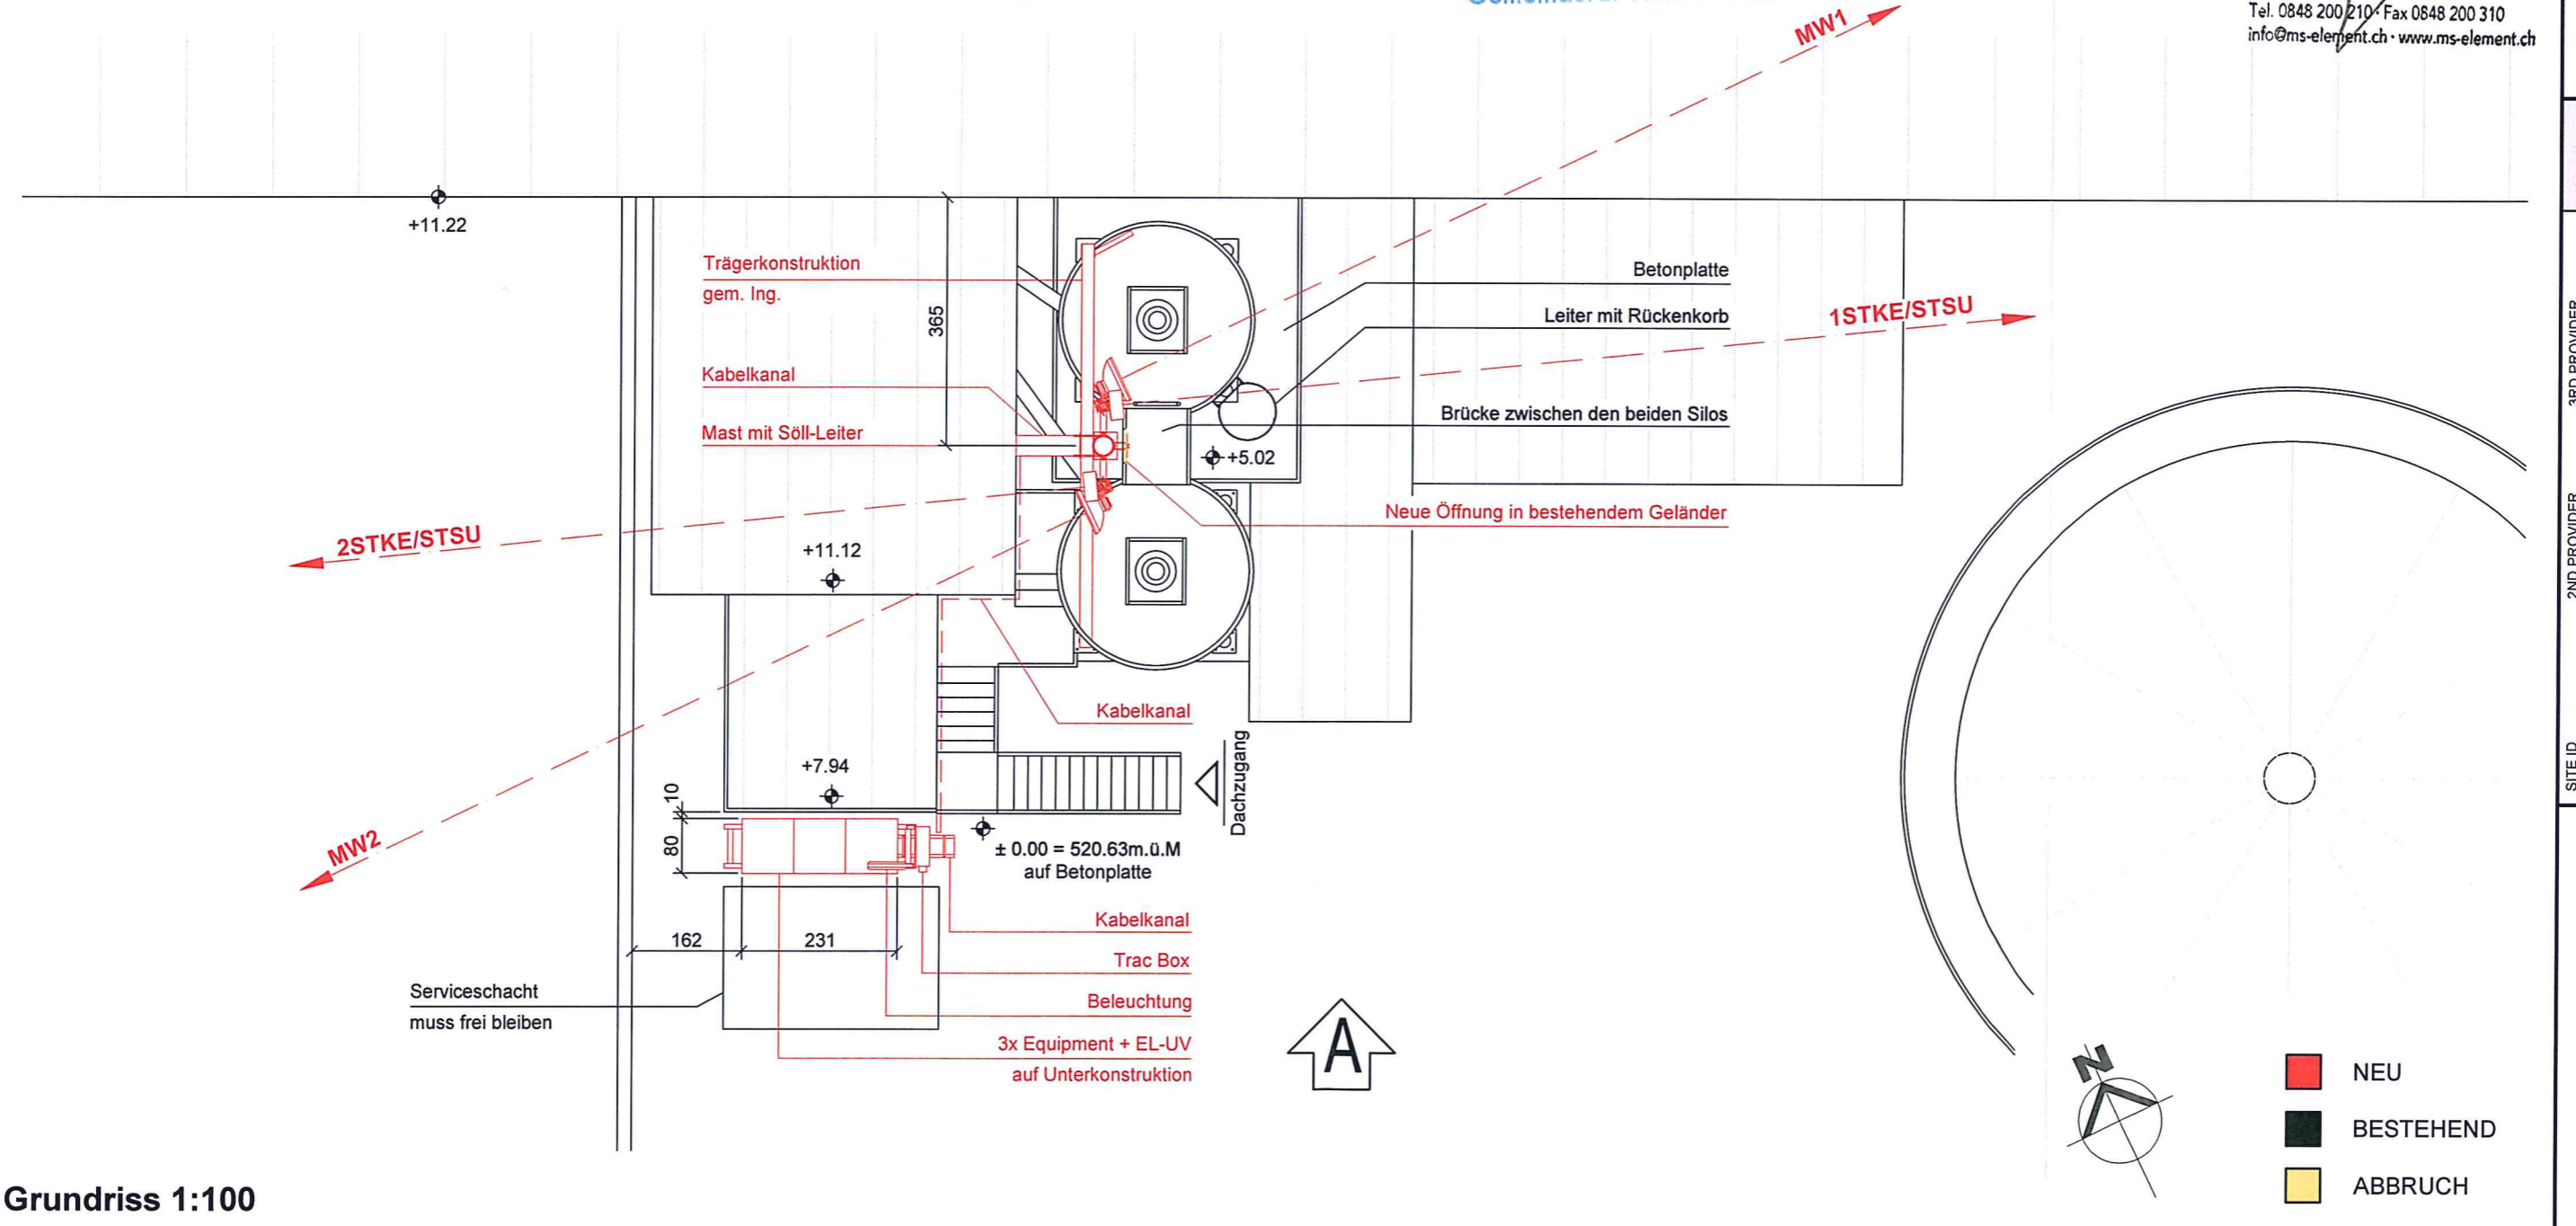 MW1
Tel. 0848 200 210 · Fax 0848 200 310
info@ms-element.ch · www.ms-element.ch
+11.22
Trägerkonstruktion
gem. Ing.
365
Kabelkanal
Mast mit Söll-Leiter
Betonplatte
Leiter mit Rückenkorb
1STKE/STSU
Brücke zwischen den beiden Silos
+5.02
Neue Öffnung in bestehendem Geländer
2STKE/STSU
+11.12
3RD PROVIDER
2ND PROVIDER
SITE ID
Kabelkanal
Dachzugang
+7.94
10
80
MW2
± 0.00 = 520.63m.ü.M
auf Betonplatte
162
231
Kabelkanal
Trac Box
Beleuchtung
3x Equipment + EL-UV
auf Unterkonstruktion
Serviceschacht
muss frei bleiben
A
N
NEU
BESTEHEND
ABBRUCH
Grundriss 1:100